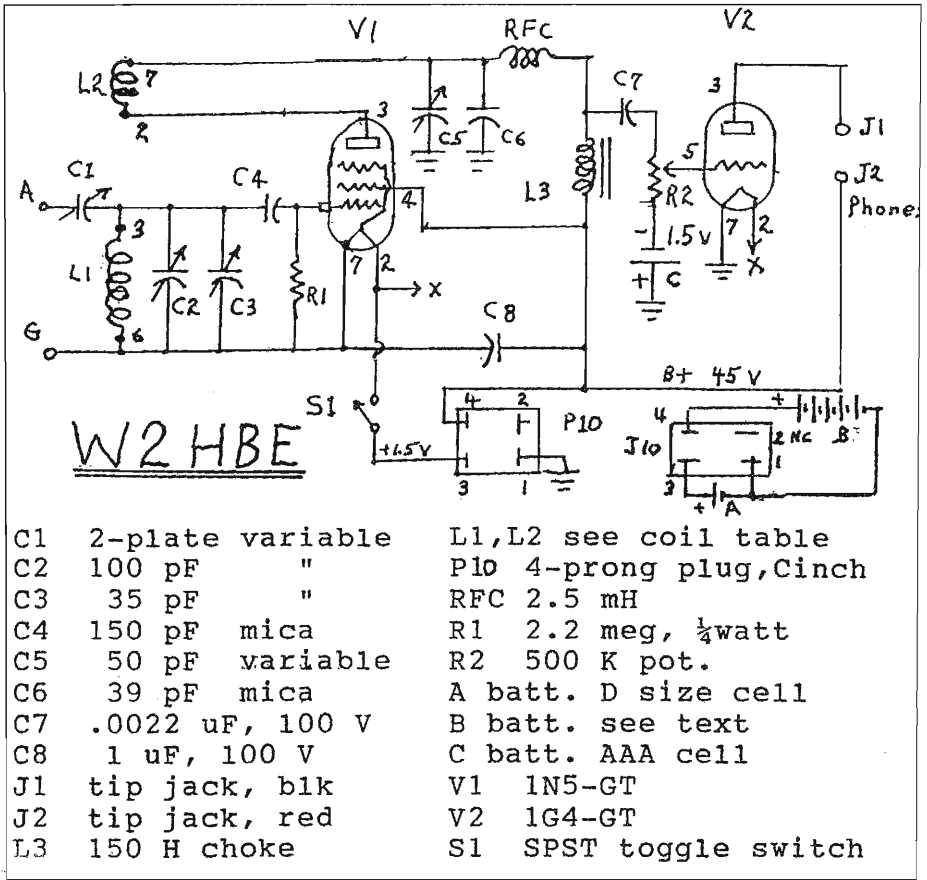 V1
V2
RFC
L2
7
2
3
C5
C6
C7
3
J1
J2
Phones
C1
A
C4
3
L1
6
G
C2
C3
R1
4
7
2
X
L3
5
R2
- 1.5 V
+ C
7
2
X
C8
B+ 45 V
S1
+1.5V
4
2
3
1
P10
4
J10
3
2
1
+
NC
B
+ A
W2HBE
C1 2-plate variable
C2 100 pF "
C3 35 pF "
C4 150 pF mica
C5 50 pF variable
C6 39 pF mica
C7 .0022 uF, 100 V
C8 1 uF, 100 V
J1 tip jack, blk
J2 tip jack, red
L3 150 H choke
L1,L2 see coil table
P10 4-prong plug,Cinch
RFC 2.5 mH
R1 2.2 meg, ¼watt
R2 500 K pot.
A batt. D size cell
B batt. see text
C batt. AAA cell
V1 1N5-GT
V2 1G4-GT
S1 SPST toggle switch